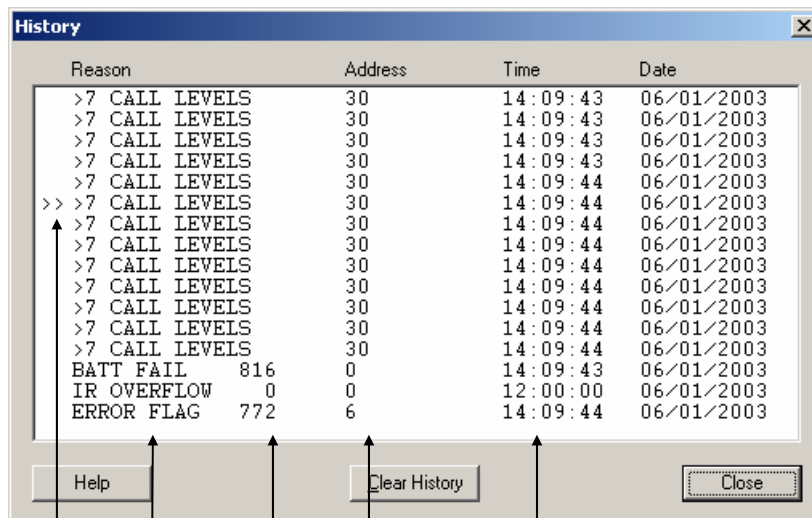 History
Reason Address Time Date
>7 CALL LEVELS 30 14:09:43 06/01/2003
>7 CALL LEVELS 30 14:09:43 06/01/2003
>7 CALL LEVELS 30 14:09:43 06/01/2003
>7 CALL LEVELS 30 14:09:43 06/01/2003
>7 CALL LEVELS 30 14:09:44 06/01/2003
>> >7 CALL LEVELS 30 14:09:44 06/01/2003
>7 CALL LEVELS 30 14:09:44 06/01/2003
>7 CALL LEVELS 30 14:09:44 06/01/2003
>7 CALL LEVELS 30 14:09:44 06/01/2003
>7 CALL LEVELS 30 14:09:44 06/01/2003
>7 CALL LEVELS 30 14:09:44 06/01/2003
>7 CALL LEVELS 30 14:09:44 06/01/2003
>7 CALL LEVELS 30 14:09:44 06/01/2003
BATT FAIL 816 0 14:09:43 06/01/2003
IR OVERFLOW 0 0 12:00:00 06/01/2003
ERROR FLAG 772 6 14:09:44 06/01/2003
Help Clear History Close